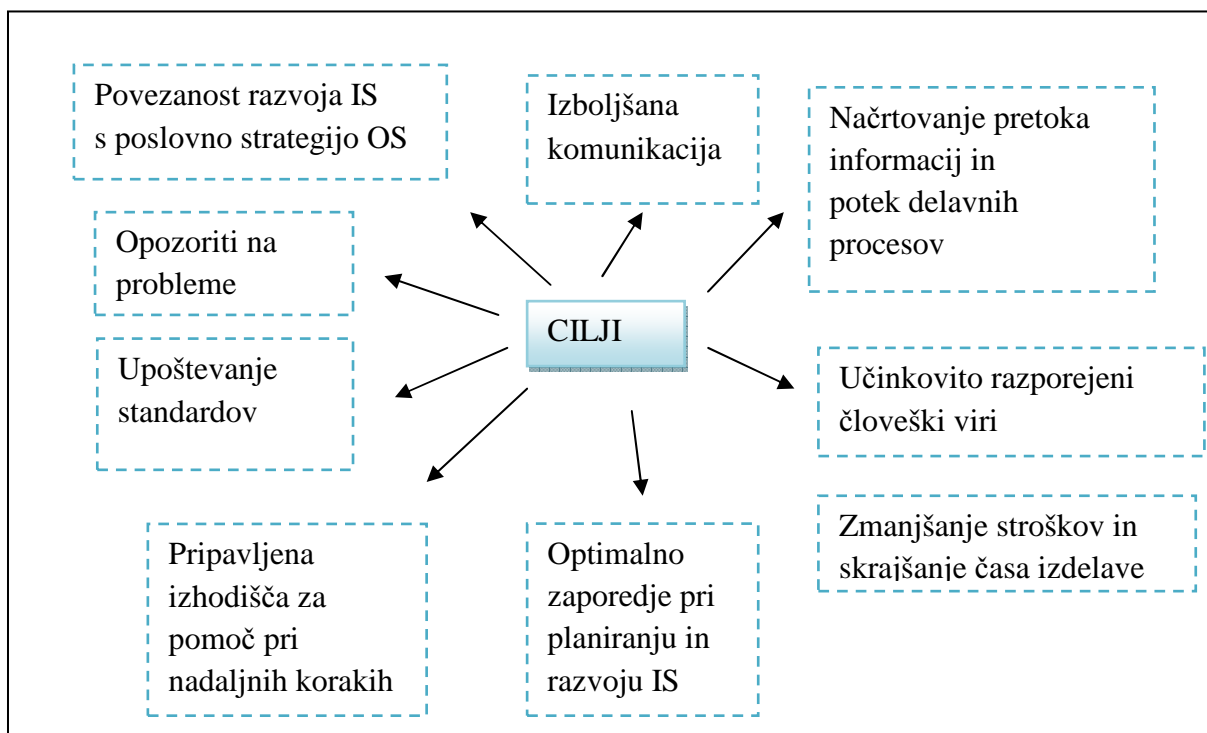 Povezanost razvoja IS
s poslovno strategijo OS
Izboljšana
komunikacija
Načrtovanje pretoka
informacij in
potek delavnih
procesov
Opozoriti na
probleme
CILJI
Upoštevanje
standardov
Učinkovito razporejeni
človeški viri
Zmanjšanje stroškov in
skrajšanje časa izdelave
Pripavljena
izhodišča za
pomoč pri
nadaljnih korakih
Optimalno
zaporedje pri
planiranju in
razvoju IS